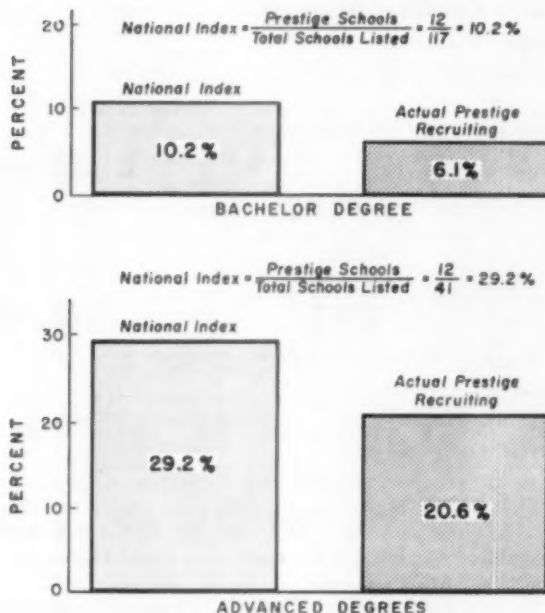 National Index = Prestige Schools / Total Schools Listed = 12 / 117 = 10.2 %
20
PERCENT
10
0
National Index
10.2 %
Actual Prestige
Recruiting
6.1 %
BACHELOR DEGREE
National Index = Prestige Schools / Total Schools Listed = 12 / 41 = 29.2 %
National Index
30
PERCENT
20
10
0
29.2 %
Actual Prestige
Recruiting
20.6 %
ADVANCED DEGREES